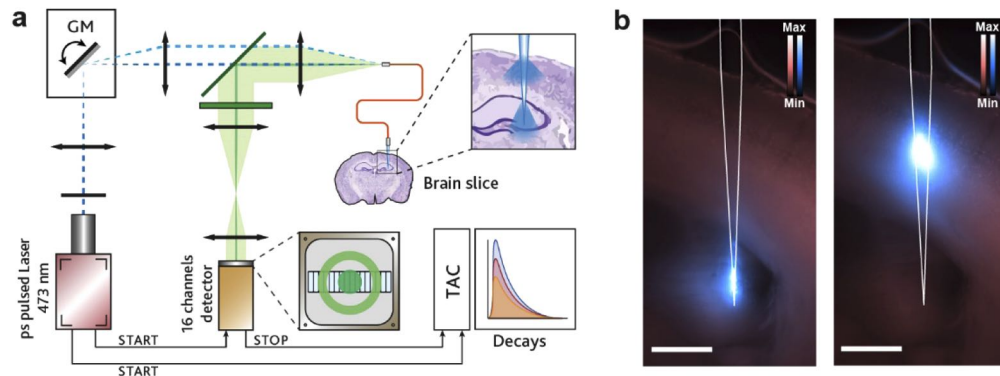 a
GM
ps pulsed Laser
473 nm
16 channels
detector
Brain slice
TAC
Decays
START
STOP
START
b
Max
Min
Max
Min